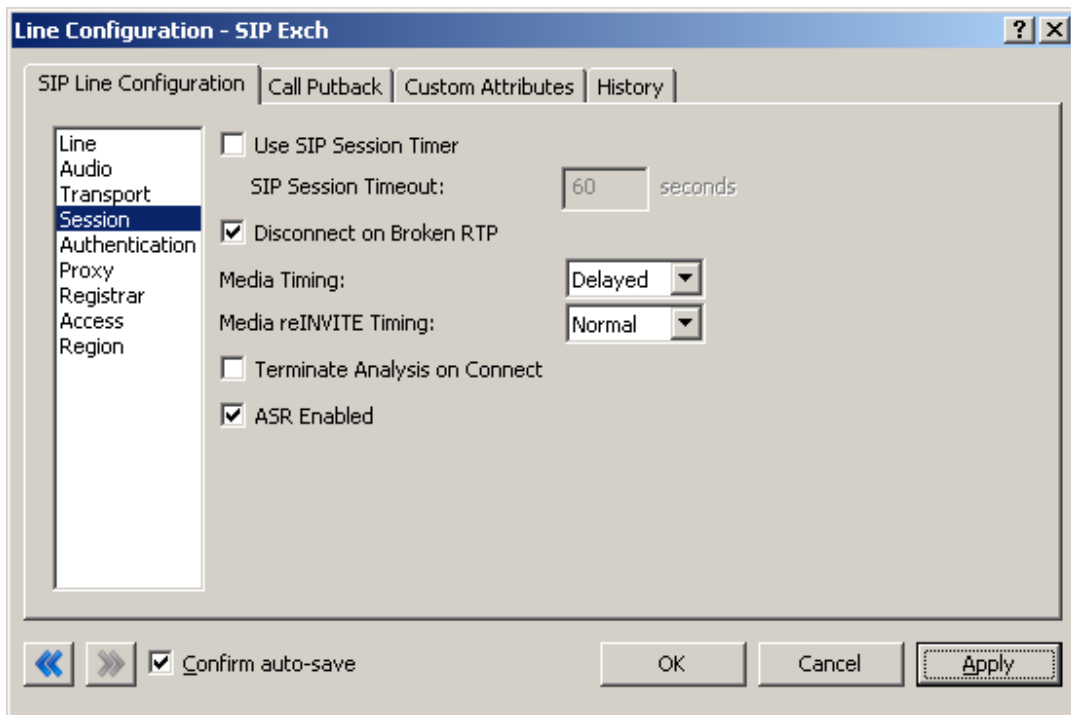 Line Configuration - SIP Exch
SIP Line Configuration
Call Putback
Custom Attributes
History
Line
Audio
Transport
Session
Authentication
Proxy
Registrar
Access
Region
Use SIP Session Timer
SIP Session Timeout: 60 seconds
Disconnect on Broken RTP
Media Timing: Delayed
Media reINVITE Timing: Normal
Terminate Analysis on Connect
ASR Enabled
Confirm auto-save
OK
Cancel
Apply